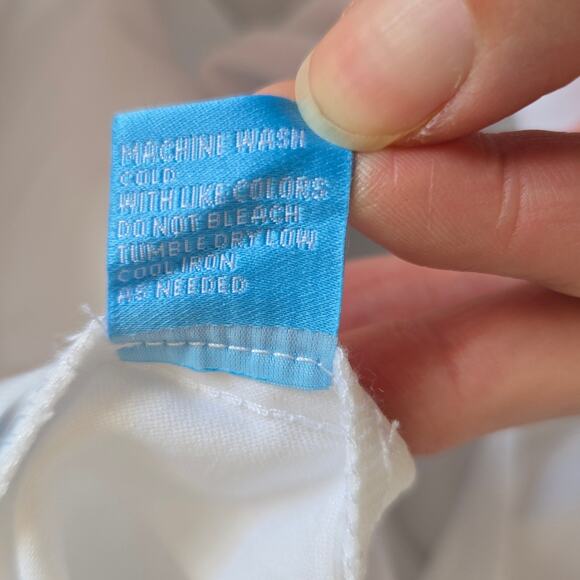 MACHINE WASH
COLD
WITH LIKE COLORS
DO NOT BLEACH
TUMBLE DRY LOW
COOL IRON
AS NEEDED